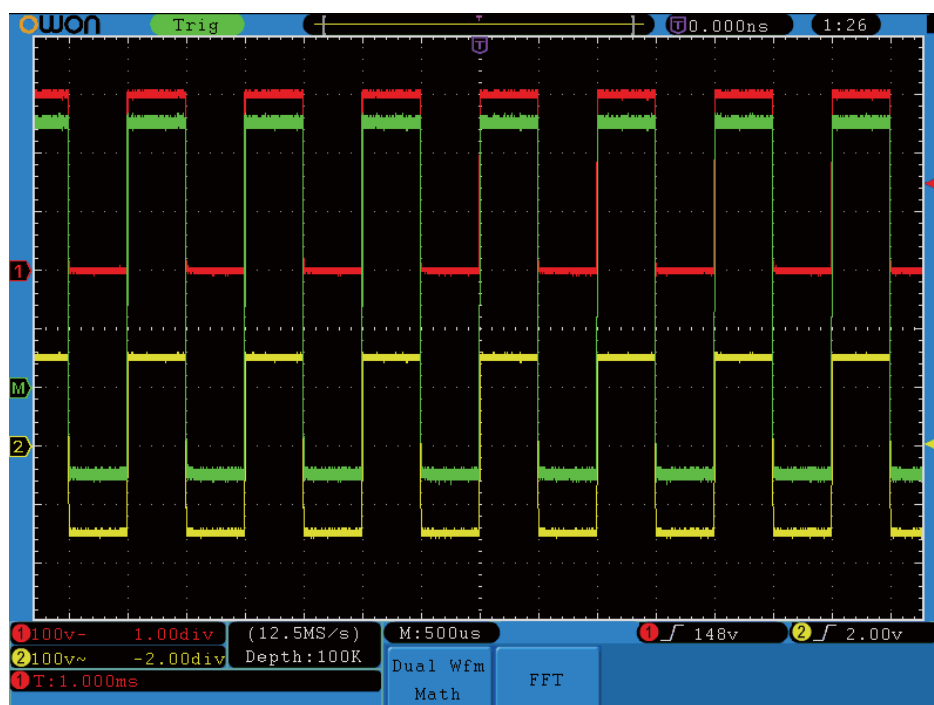 owon Trig T T 0.000ns 1:26
T
1
M
2
1 100v- 1.00div (12.5MS/s) M:500us 1 148v 2 2.00v
2 100v~ -2.00div Depth:100K
1 T:1.000ms
Dual Wfm FFT
Math